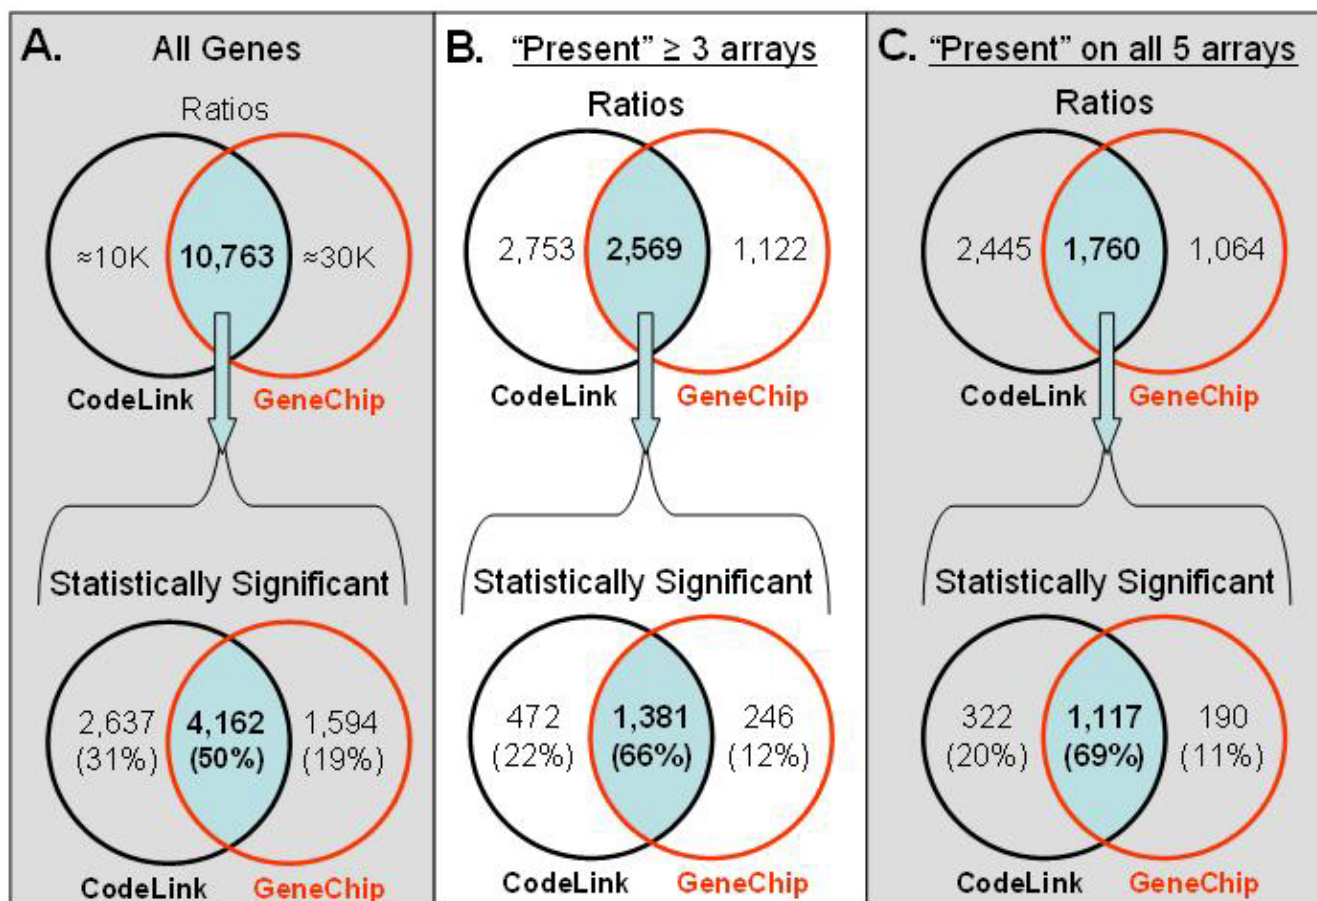 A. All Genes
Ratios
≈10K 10,763 ≈30K
CodeLink GeneChip
Statistically Significant
2,637 4,162 1,594
(31%) (50%) (19%)
CodeLink GeneChip
B. “Present” ≥ 3 arrays
Ratios
2,753 2,569 1,122
CodeLink GeneChip
Statistically Significant
472 1,381 246
(22%) (66%) (12%)
CodeLink GeneChip
C. “Present” on all 5 arrays
Ratios
2,445 1,760 1,064
CodeLink GeneChip
Statistically Significant
322 1,117 190
(20%) (69%) (11%)
CodeLink GeneChip